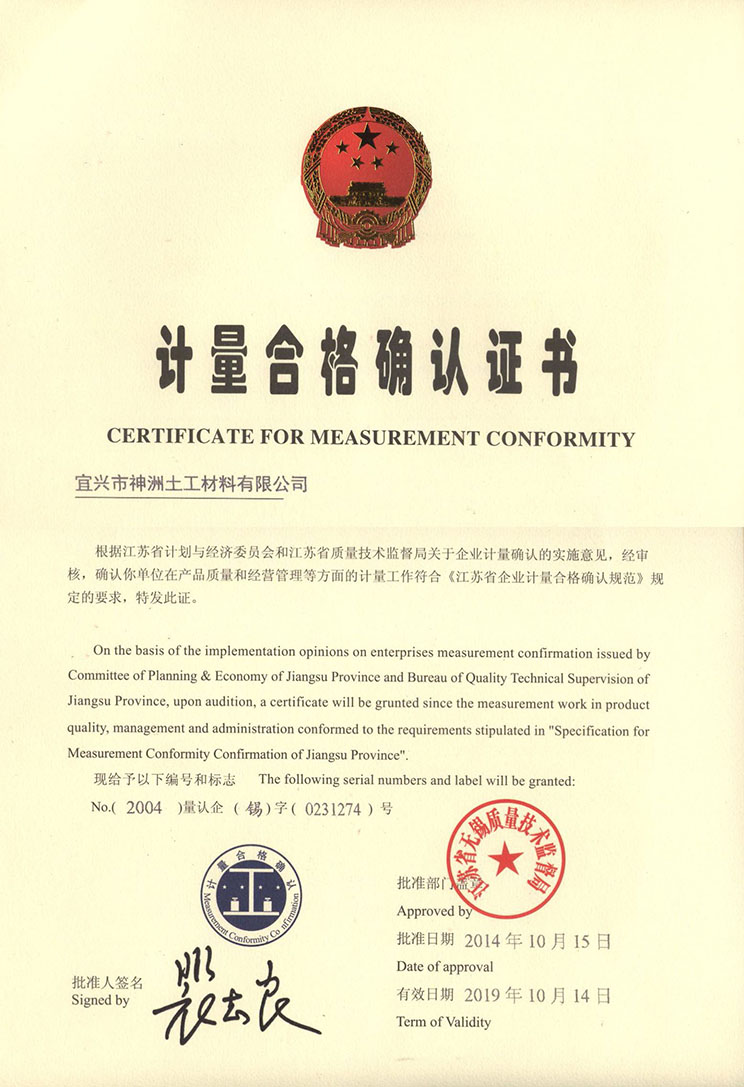 计量合格确认证书
CERTIFICATE FOR MEASUREMENT CONFORMITY
宜兴市神洲土工材料有限公司
根据江苏省计划与经济委员会和江苏省质量技术监督局关于企业计量确认的实施意见，经审
核，确认你单位在产品质量和经营管理等方面的计量工作符合《江苏省企业计量合格确认规范》规
定的要求，特发此证。
On the basis of the implementation opinions on enterprises measurement confirmation issued by
Committee of Planning & Economy of Jiangsu Province and Bureau of Quality Technical Supervision of
Jiangsu Province, upon audition, a certificate will be granted since the measurement work in product
quality, management and administration conformed to the requirements stipulated in "Specification for
Measurement Conformity Confirmation of Jiangsu Province".
现给予以下编号和标志 The following serial numbers and label will be granted:
No.( 2004 )量认企 ( 锡 ) 字 ( 0231274 ) 号
计量合格确认
Measurement Conformity Confirmation
江苏省无锡质量技术监督局
批准部门盖章
Approved by
批准日期 2014 年 10 月 15 日
Date of approval
有效日期 2019 年 10 月 14 日
Term of Validity
批准人签名
Signed by